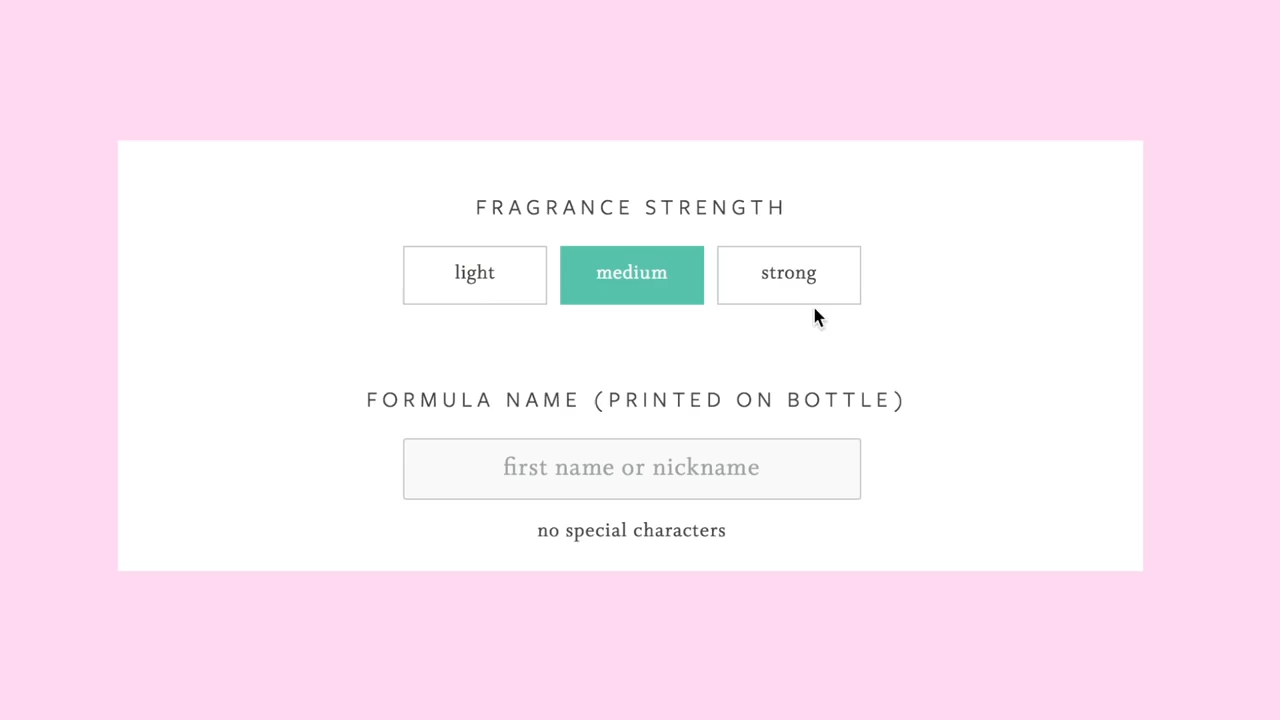 FRAGRANCE STRENGTH
light medium strong
FORMULA NAME (PRINTED ON BOTTLE)
first name or nickname
no special characters